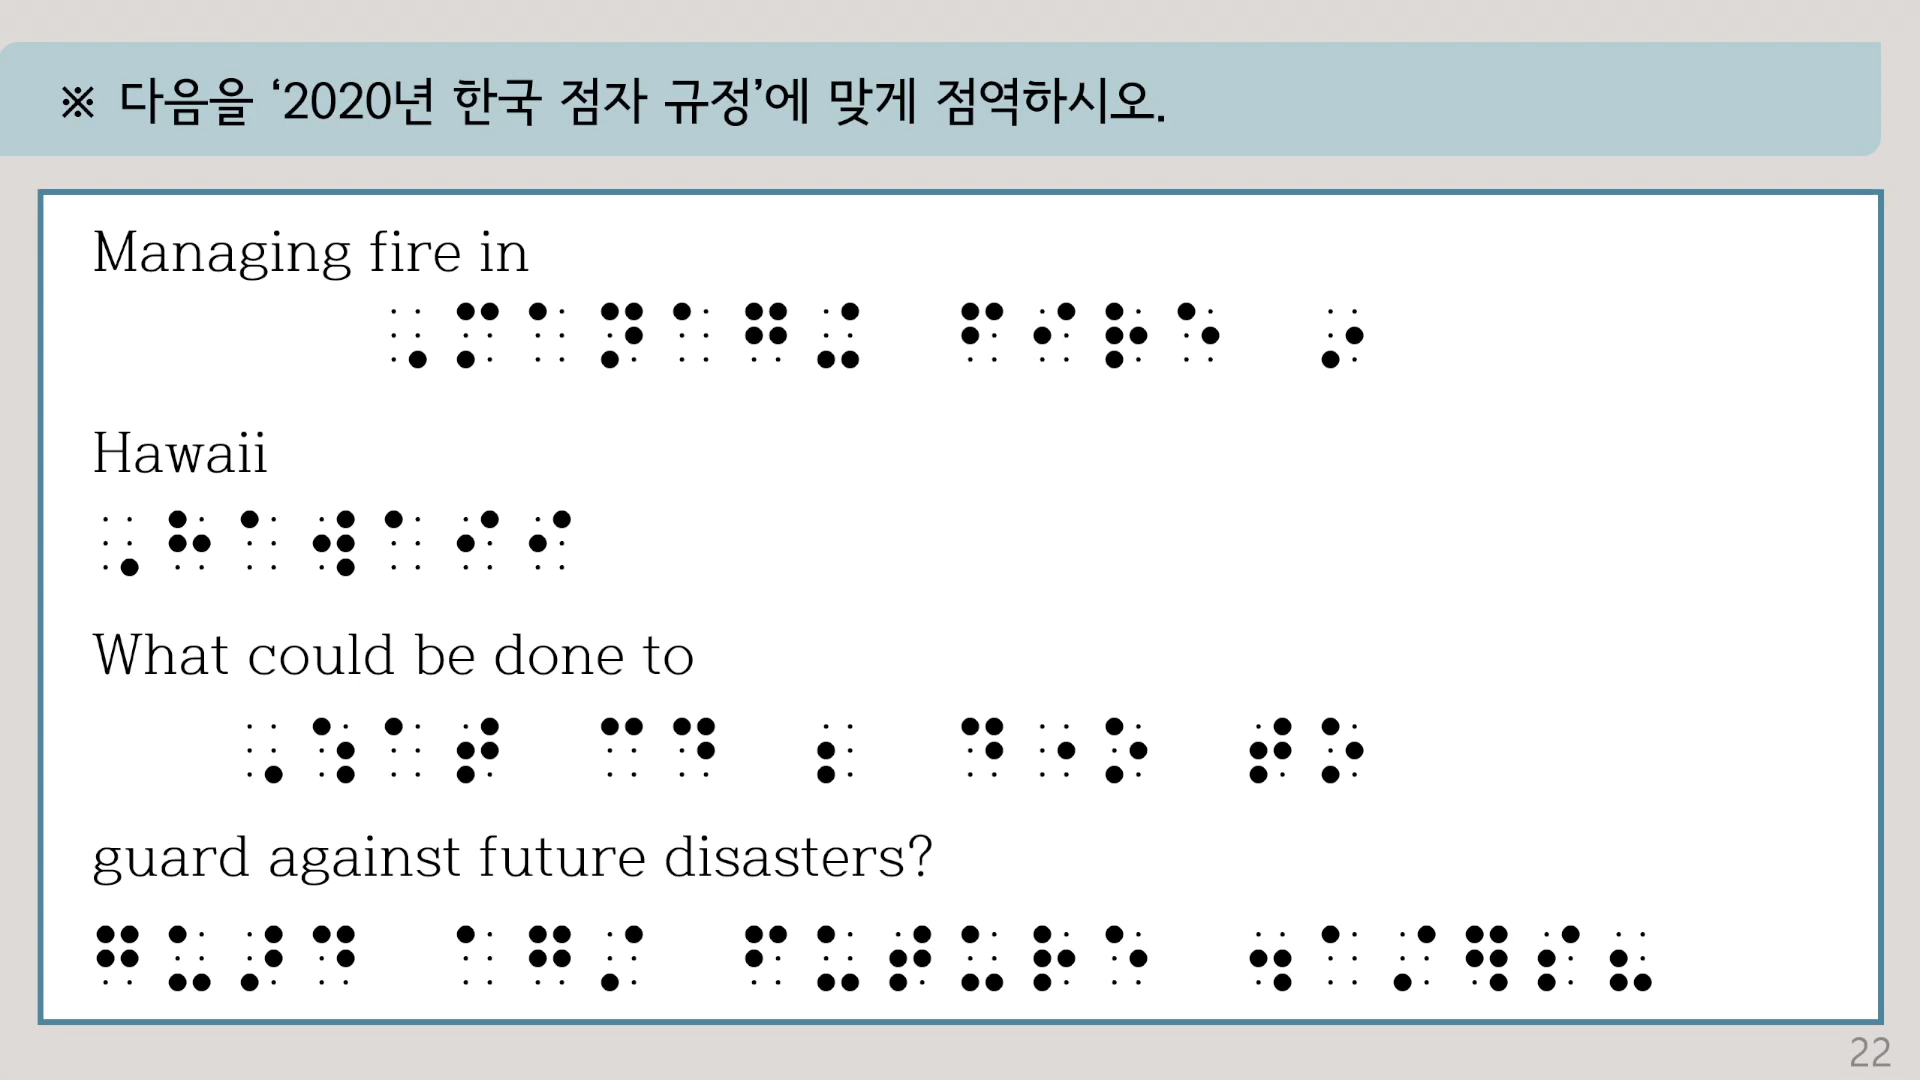 ※ 다음을 ‘2020년 한국 점자 규정’에 맞게 점역하시오.
Managing fire in
⠠⠍⠁⠝⠁⠛⠬ ⠋⠊⠗⠑ ⠔
Hawaii
⠠⠓⠁⠺⠁⠊⠊
What could be done to
⠠⠱⠁⠞ ⠉⠙ ⠆ ⠙⠐⠕ ⠞⠕
guard against future disasters?
⠛⠥⠜⠙ ⠁⠛⠌ ⠋⠥⠞⠥⠗⠑ ⠲⠁⠌⠻⠎⠦
22